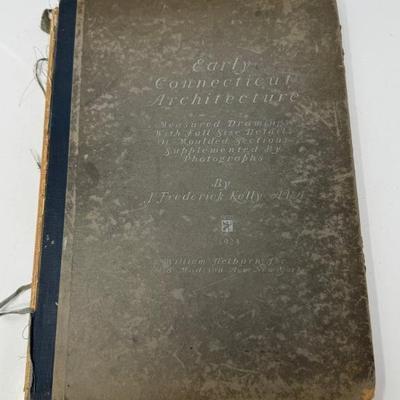 Early
Connecticut
Architecture
Measured Drawings
With Full Size Details
Of Moulded Sections
Supplemented By
Photographs
By
J. Frederick Kelly A.I.A.
1924
William Helburn, Inc.
Madison Ave. New York